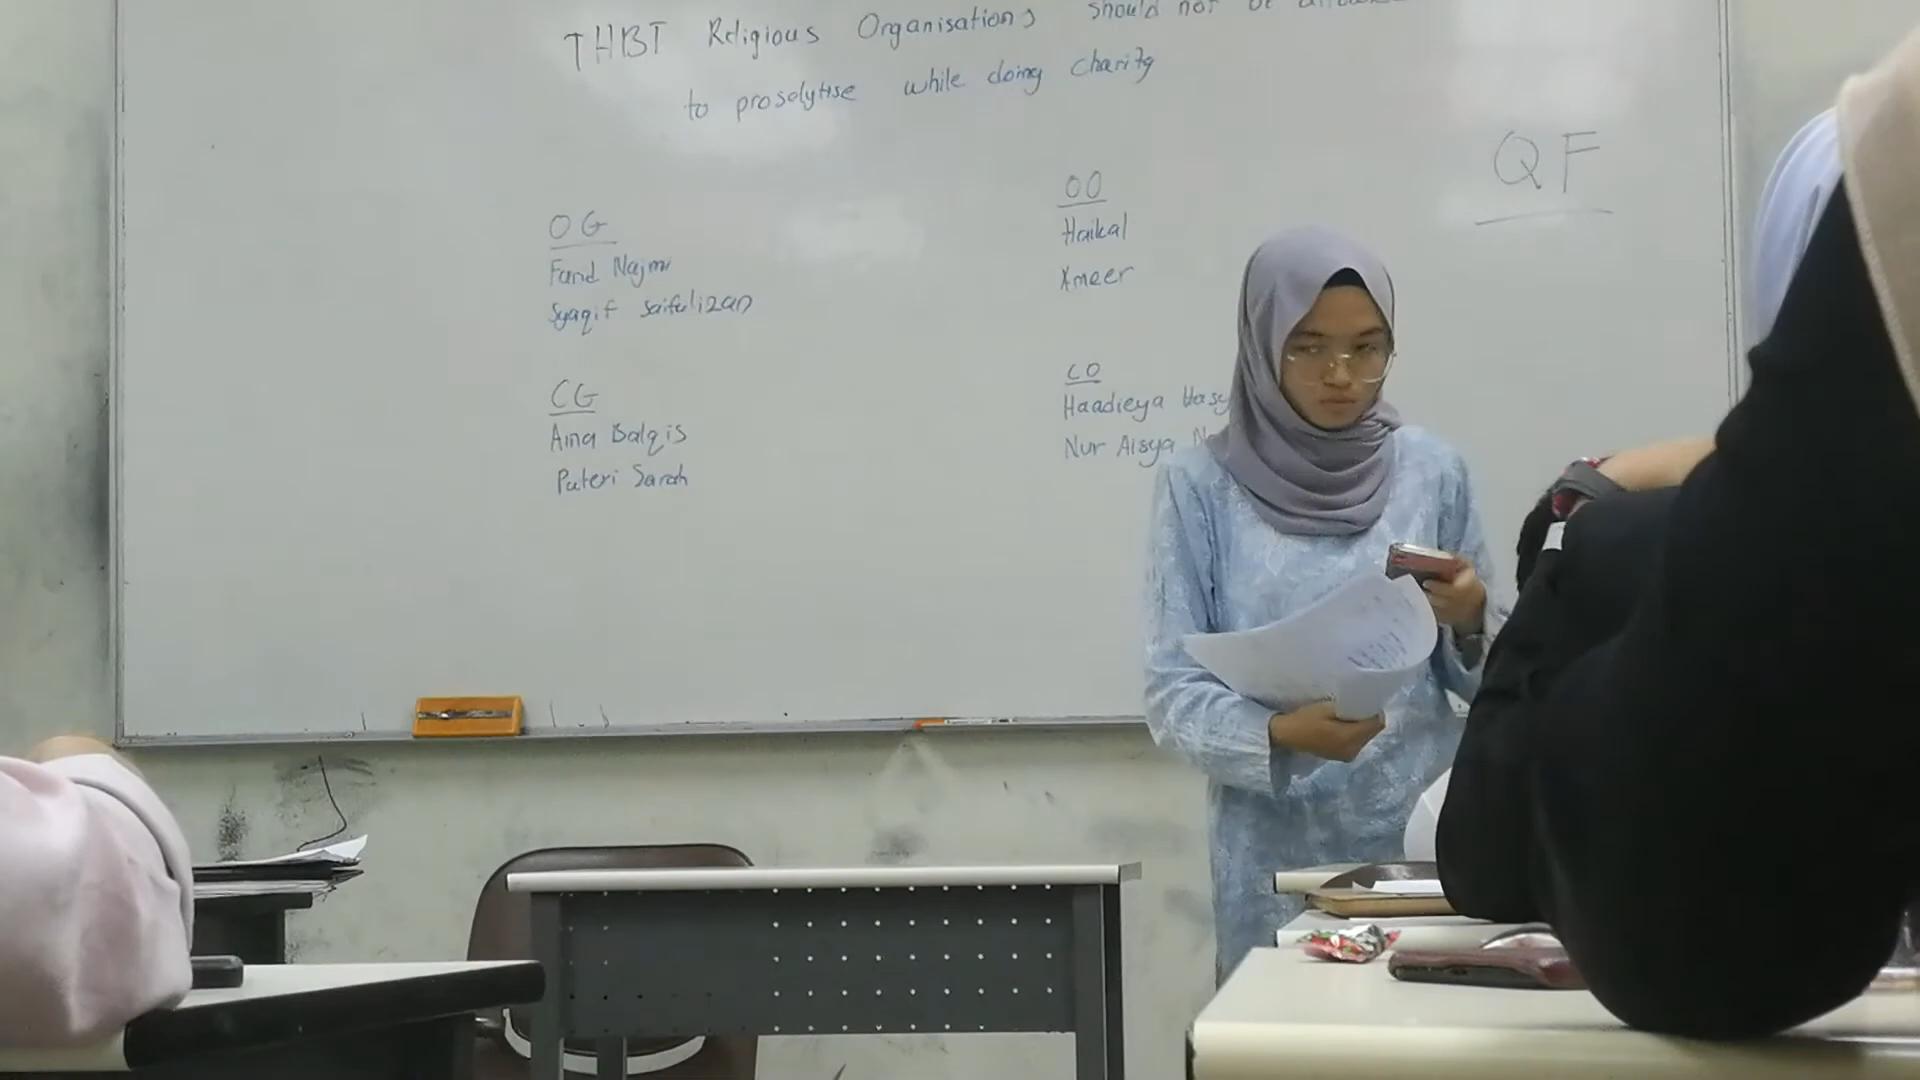 THBT Religious Organisations should not be
to proselytise while doing charity
QF
OG
Farid Najmi
Syaqif Saifulizan
OO
Haikal
Ameer
CG
Aina Balqis
Puteri Sarah
CO
Haadieya
Nur Aisya